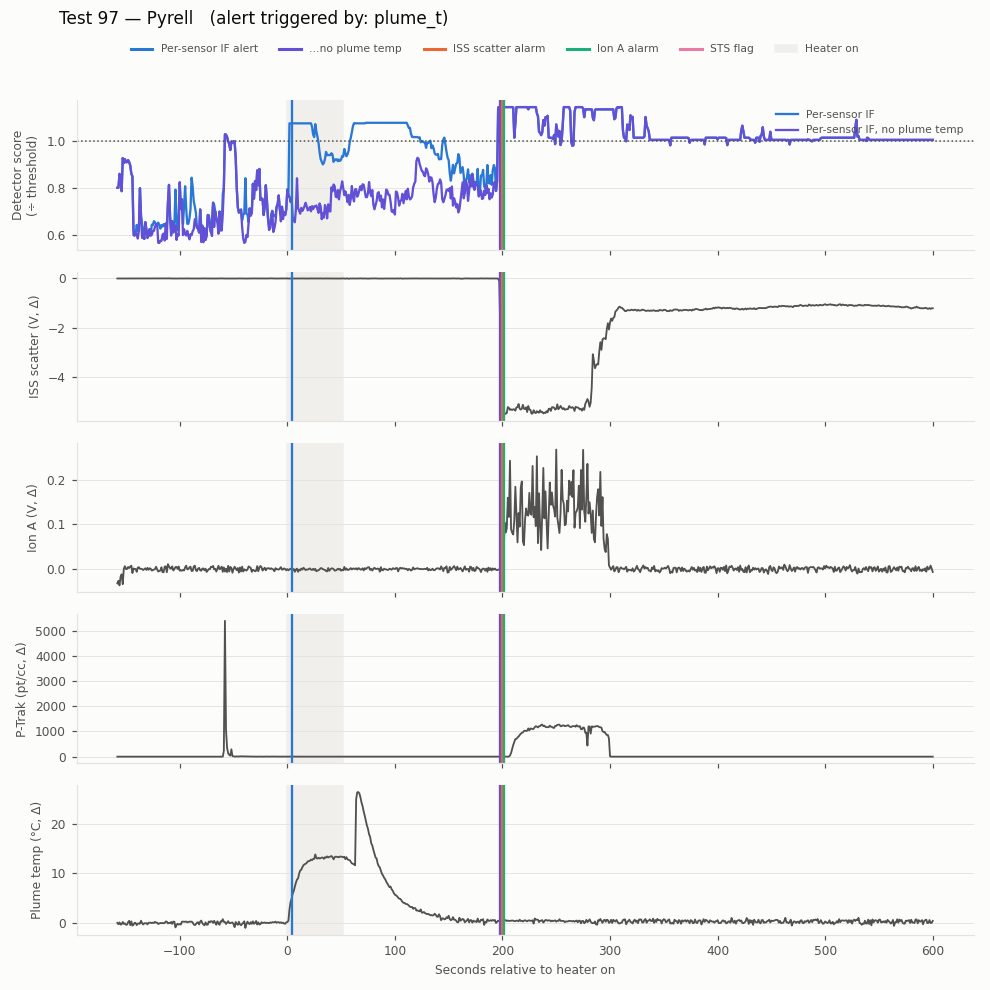 Test 97 — Pyrell   (alert triggered by: plume_t)
Per-sensor IF alert
...no plume temp
ISS scatter alarm
Ion A alarm
STS flag
Heater on
Detector score
(÷ threshold)
1.0
0.8
0.6
Per-sensor IF
Per-sensor IF, no plume temp
ISS scatter (V, Δ)
0
−2
−4
Ion A (V, Δ)
0.2
0.1
0.0
P-Trak (pt/cc, Δ)
5000
4000
3000
2000
1000
0
Plume temp (°C, Δ)
20
10
0
−100
0
100
200
300
400
500
600
Seconds relative to heater on